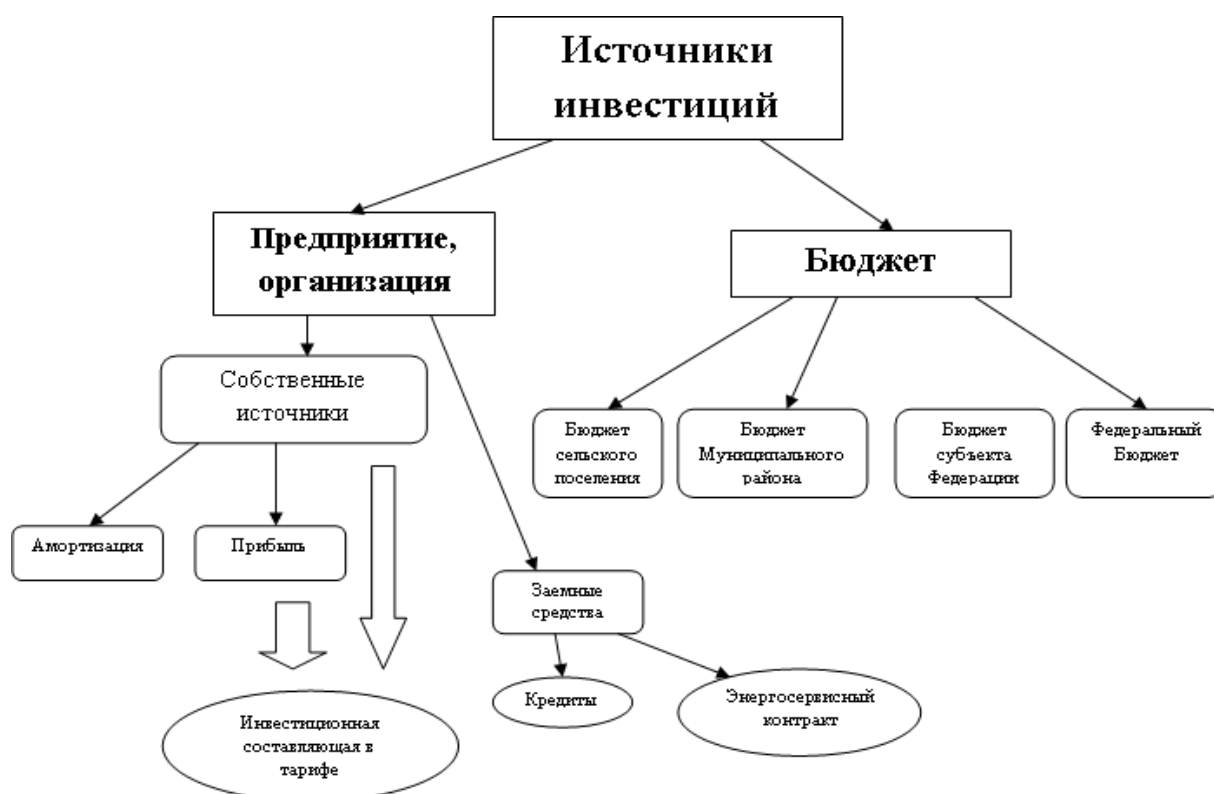 Источники
инвестиций
Предприятие,
организация
Бюджет
Собственные
источники
Бюджет
сельского
поселения
Бюджет
Муниципального
района
Бюджет
субъекта
Федерации
Федеральный
Бюджет
Амортизация
Прибыль
Заемные
средства
Кредиты
Энергосервисный
контракт
Инвестиционная
составляющая в
тарифе